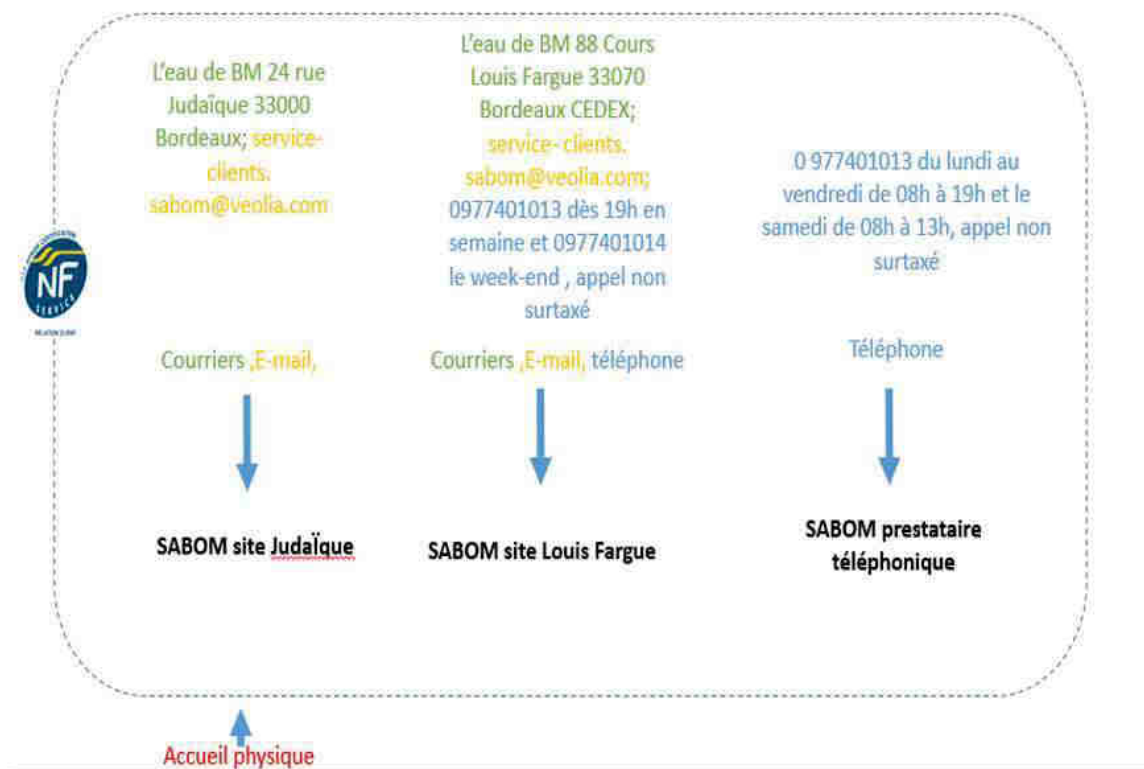 L'eau de BM 24 rue
Judaïque 33000
Bordeaux; service-
clients.
sabom@veolia.com
L'eau de BM 88 Cours
Louis Fargue 33070
Bordeaux CEDEX;
service- clients.
sabom@veolia.com;
0977401013 dès 19h en
semaine et 0977401014
le week-end , appel non
surtaxé
0 977401013 du lundi au
vendredi de 08h à 19h et le
samedi de 08h à 13h, appel non
surtaxé
NF
SERVICE
RELATION CLIENT
Courriers ,E-mail,
Courriers ,E-mail, téléphone
Téléphone
SABOM site JudaÏque
SABOM site Louis Fargue
SABOM prestataire
téléphonique
Accueil physique